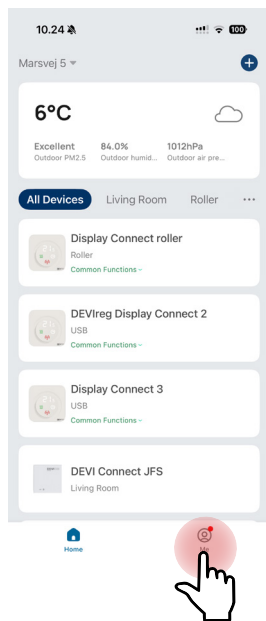 10.24
100
Marsvej 5
6°C
Excellent 84.0% 1012hPa
Outdoor PM2.5 Outdoor humid... Outdoor air pre...
All Devices Living Room Roller ...
Display Connect roller
Roller
Common Functions
DEVIreg Display Connect 2
USB
Common Functions
Display Connect 3
USB
Common Functions
DEVI Connect JFS
Living Room
Home Me